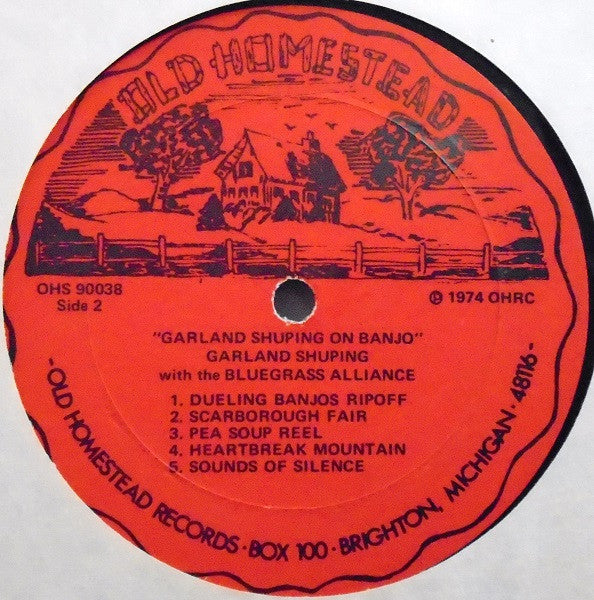 OLD HOMESTEAD
OHS 90038
Side 2
℗ 1974 OHRC
"GARLAND SHUPING ON BANJO"
GARLAND SHUPING
with the BLUEGRASS ALLIANCE
1. DUELING BANJOS RIPOFF
2. SCARBOROUGH FAIR
3. PEA SOUP REEL
4. HEARTBREAK MOUNTAIN
5. SOUNDS OF SILENCE
- OLD HOMESTEAD RECORDS · BOX 100 · BRIGHTON, MICHIGAN · 48116 -